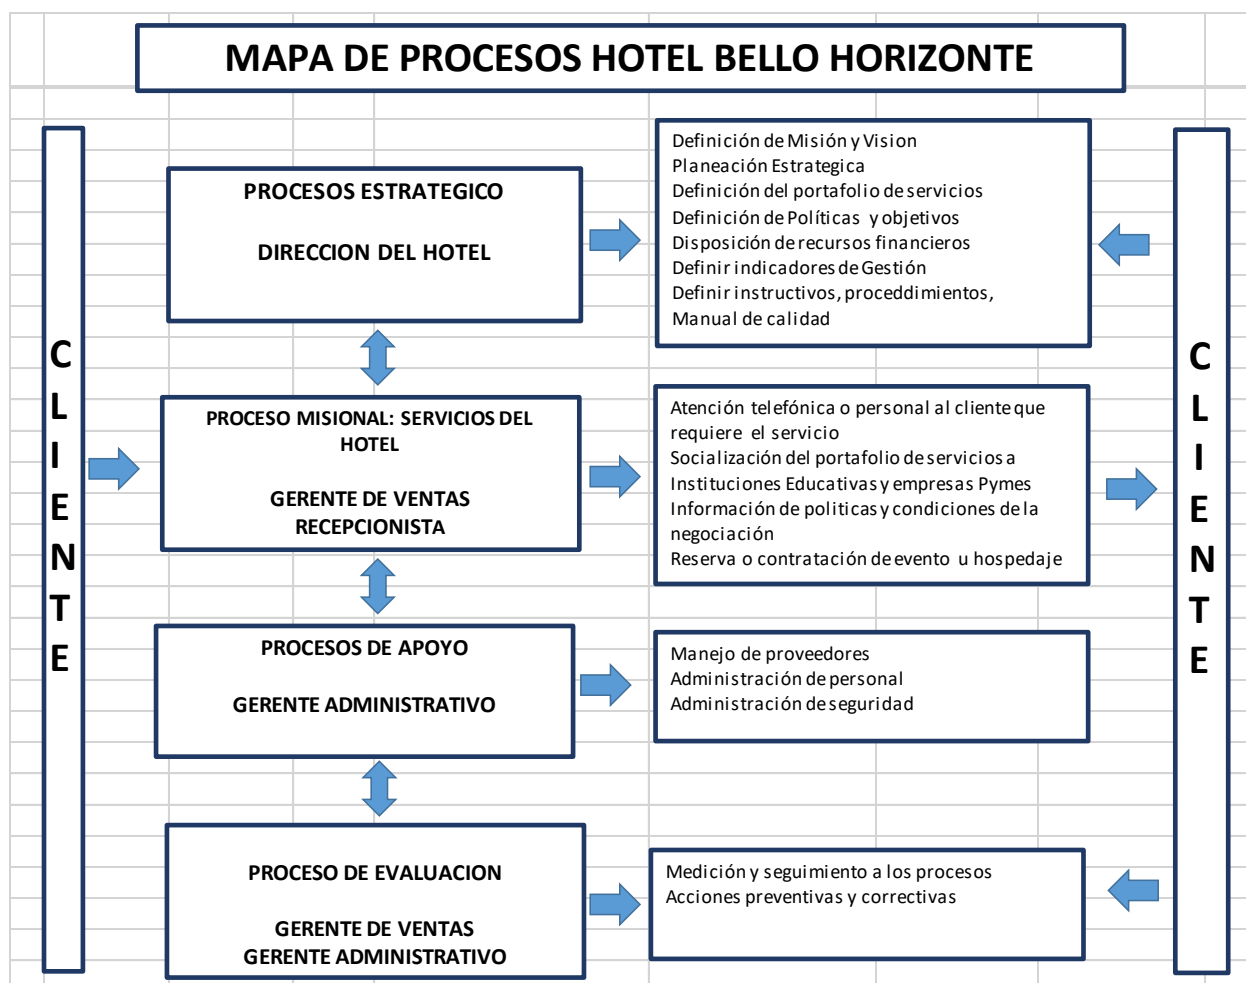 MAPA DE PROCESOS HOTEL BELLO HORIZONTE
CLIENTE
PROCESOS ESTRATEGICO
DIRECCION DEL HOTEL
Definición de Misión y Vision
Planeación Estrategica
Definición del portafolio de servicios
Definición de Políticas y objetivos
Disposición de recursos financieros
Definir indicadores de Gestión
Definir instructivos, proceddimientos,
Manual de calidad
PROCESO MISIONAL: SERVICIOS DEL
HOTEL
GERENTE DE VENTAS
RECEPCIONISTA
Atención telefónica o personal al cliente que
requiere el servicio
Socialización del portafolio de servicios a
Instituciones Educativas y empresas Pymes
Información de politicas y condiciones de la
negociación
Reserva o contratación de evento u hospedaje
PROCESOS DE APOYO
GERENTE ADMINISTRATIVO
Manejo de proveedores
Administración de personal
Administración de seguridad
PROCESO DE EVALUACION
GERENTE DE VENTAS
GERENTE ADMINISTRATIVO
Medición y seguimiento a los procesos
Acciones preventivas y correctivas
CLIENTE